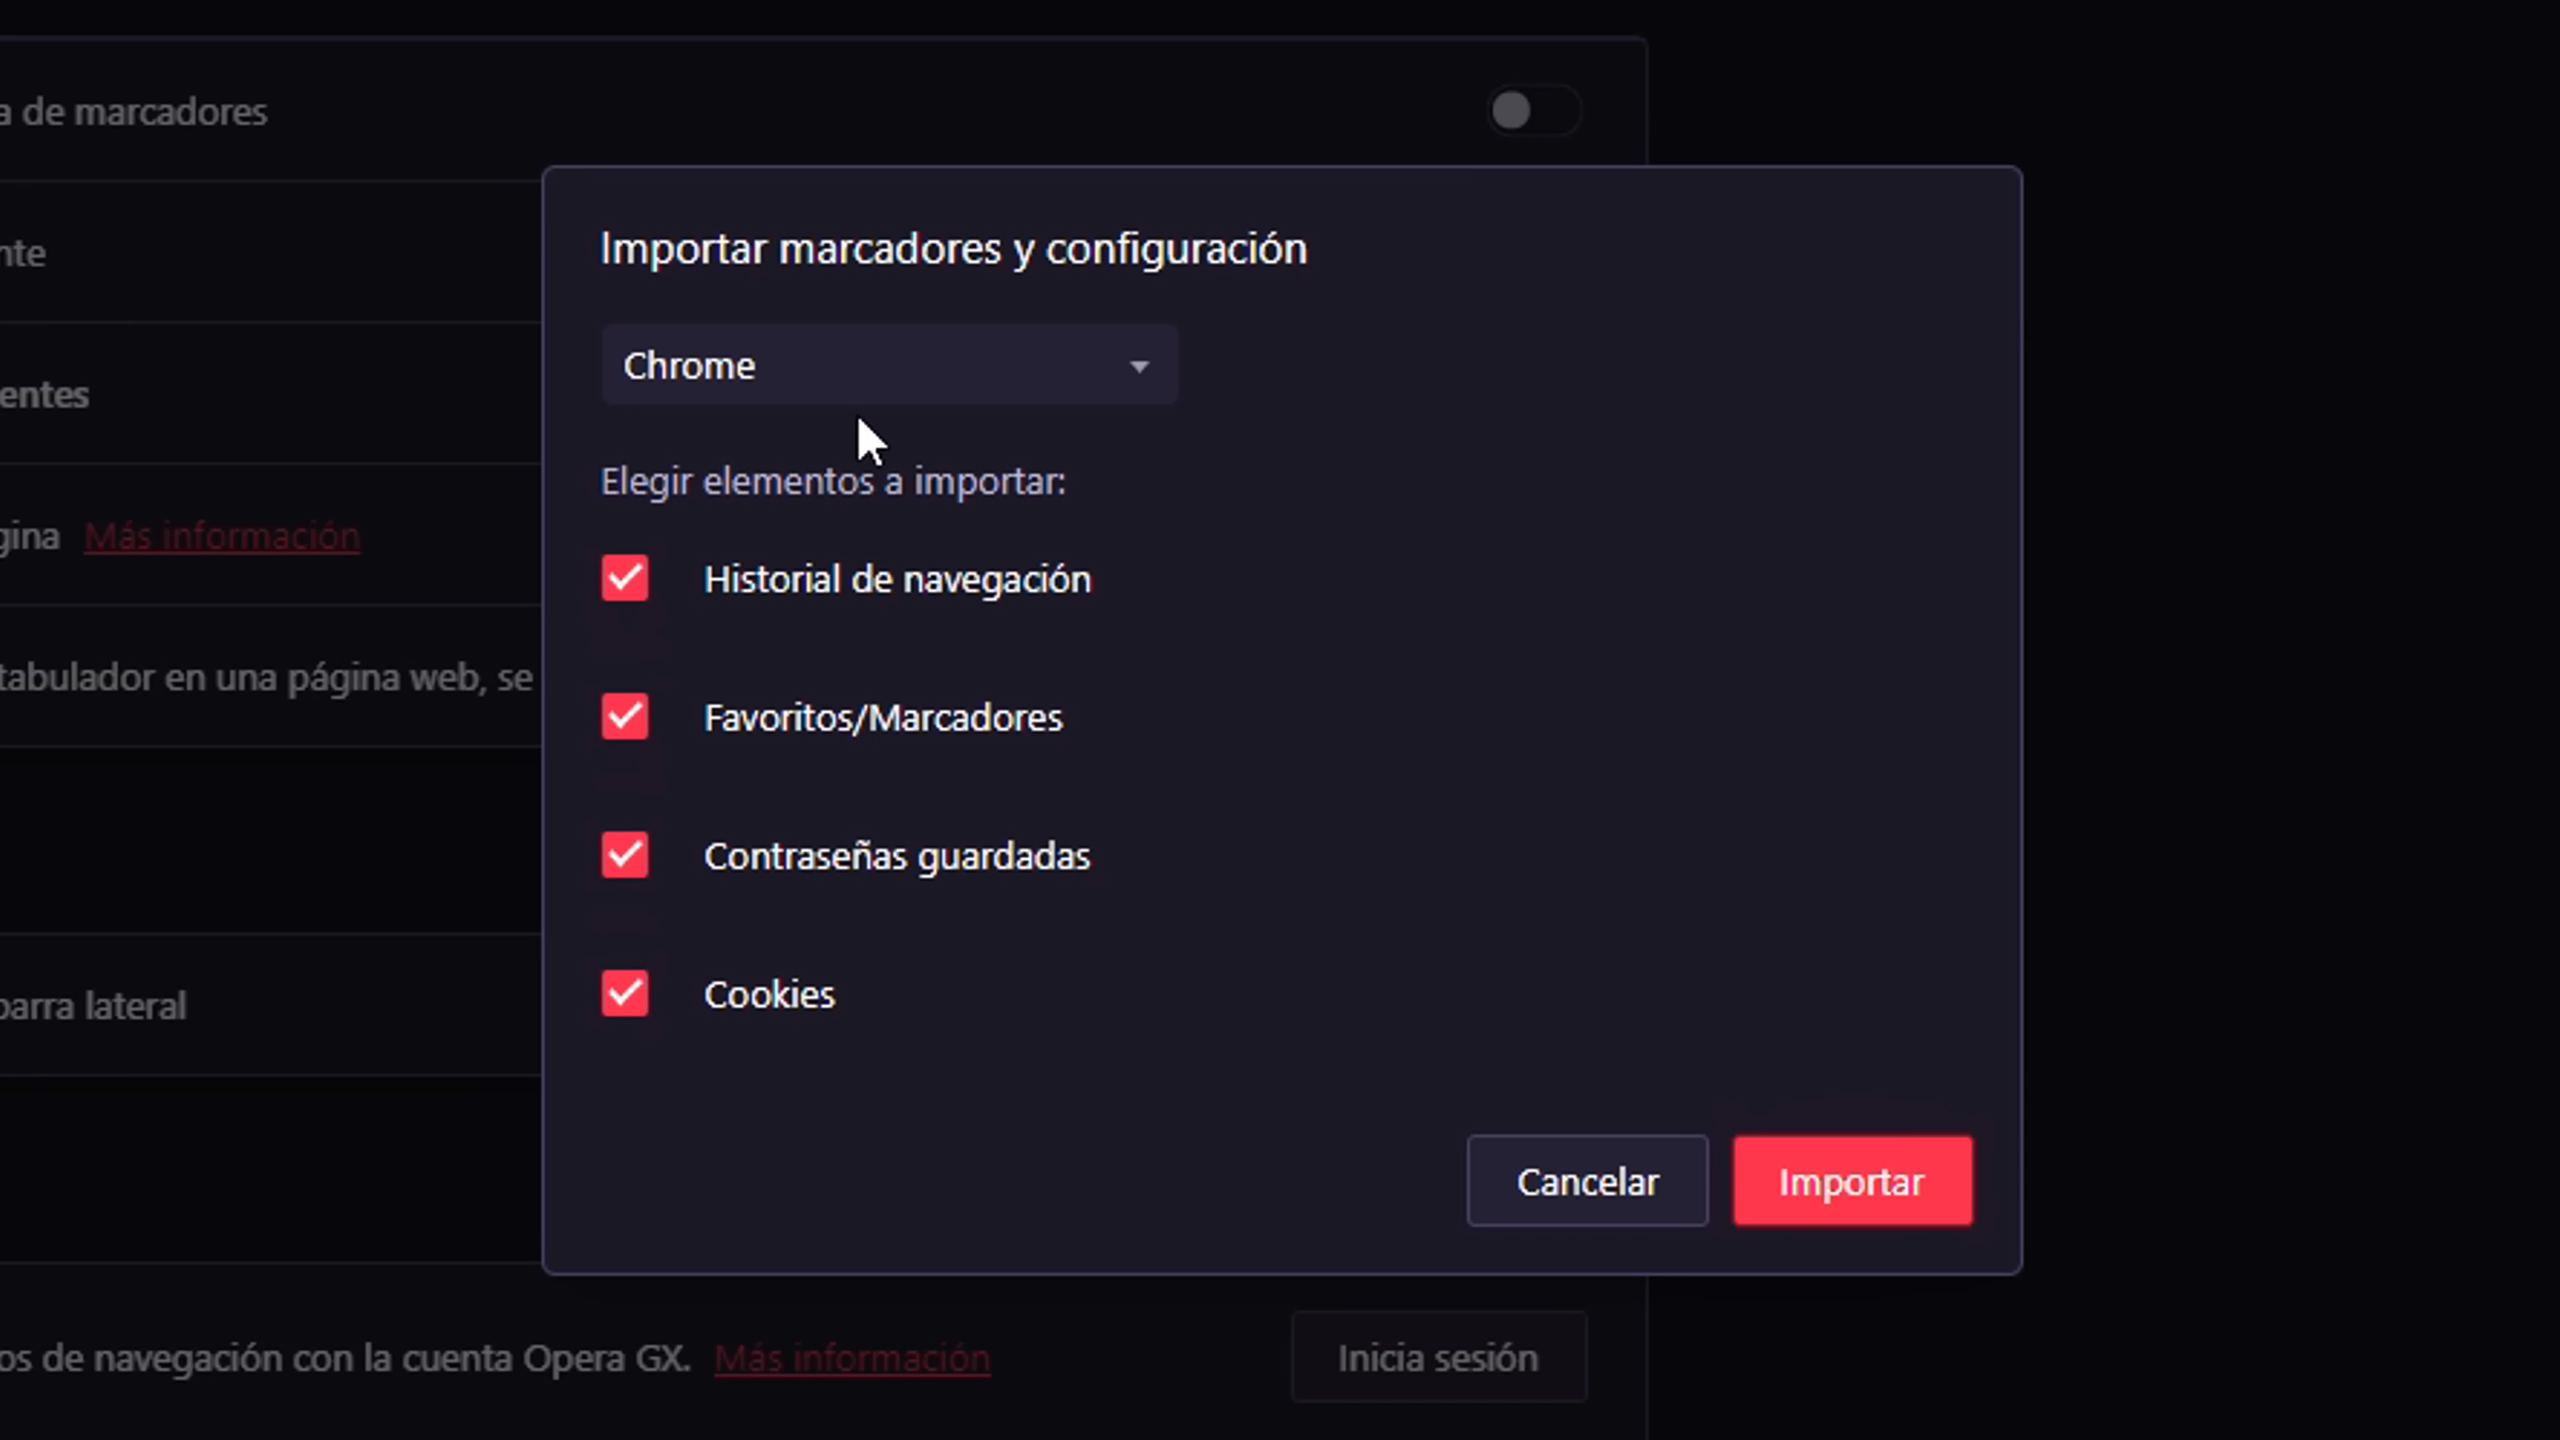 a de marcadores
nte
entes
gina Más información
tabulador en una página web, se
barra lateral
Importar marcadores y configuración
Chrome
Elegir elementos a importar:
Historial de navegación
Favoritos/Marcadores
Contraseñas guardadas
Cookies
Cancelar Importar
os de navegación con la cuenta Opera GX. Más información Inicia sesión